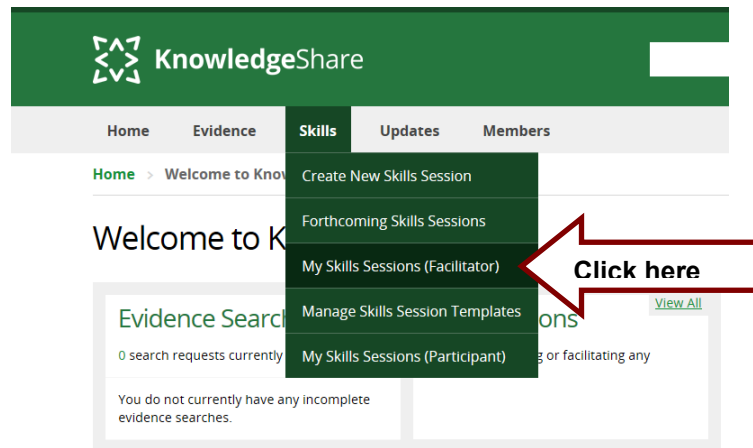 KnowledgeShare
Home Evidence Skills Updates Members
Home > Welcome to Know
Create New Skills Session
Forthcoming Skills Sessions
Welcome to K
My Skills Sessions (Facilitator)
Click here
Manage Skills Session Templates
My Skills Sessions (Participant)
Evidence Search
View All
0 search requests currently
g or facilitating any
You do not currently have any incomplete
evidence searches.